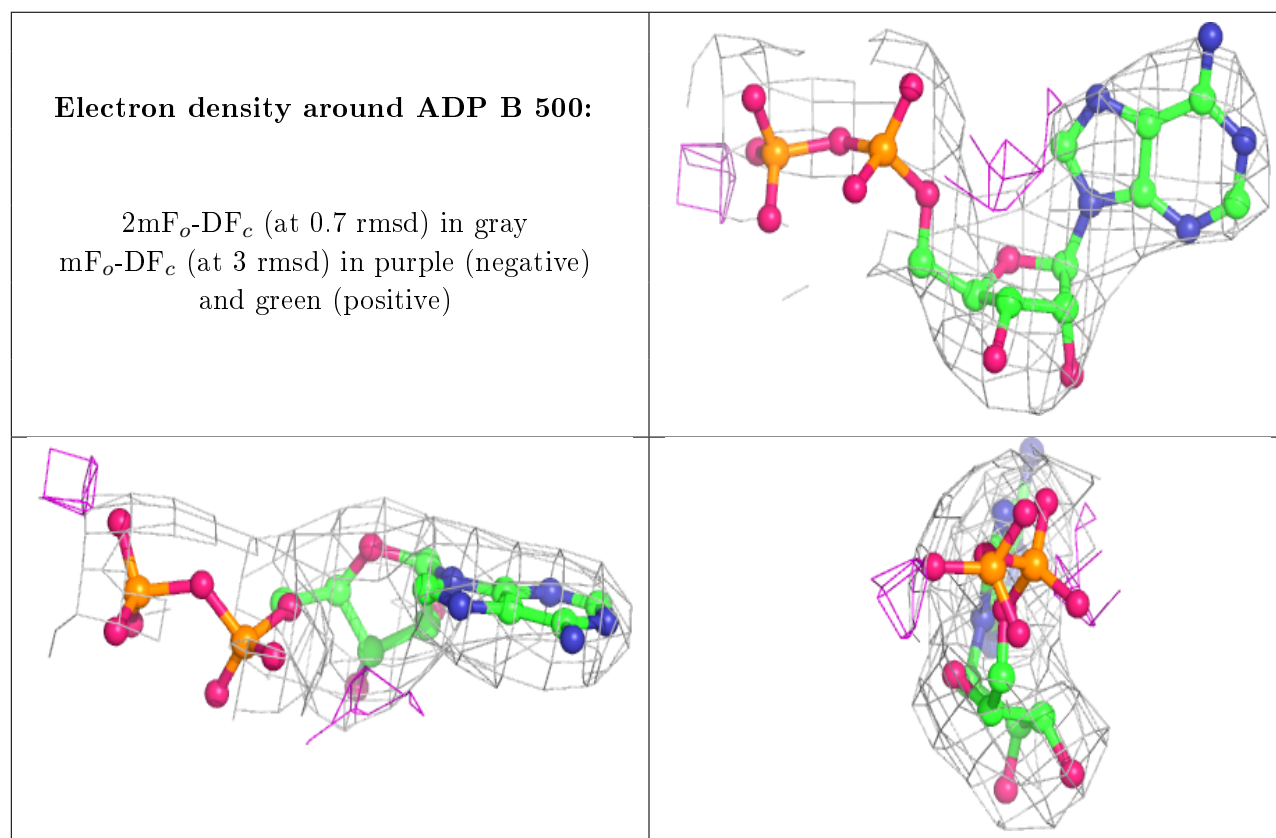 Electron density around ADP B 500:
2mFₒ-DF𝑐 (at 0.7 rmsd) in gray
mFₒ-DF𝑐 (at 3 rmsd) in purple (negative)
and green (positive)